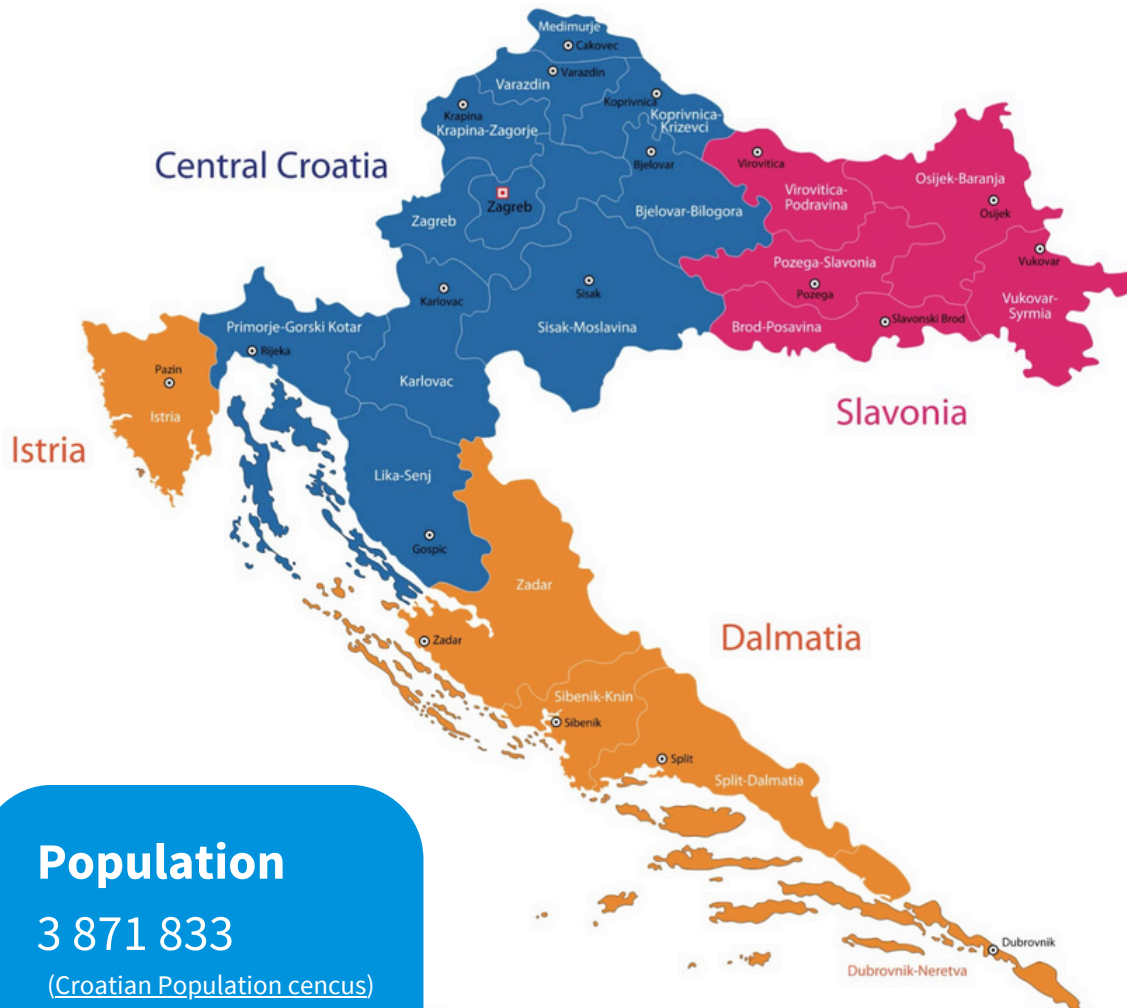 Medimurje
Cakovec
Varazdin
Varazdin
Krapina
Koprivnica
Koprivnica-
Krizevci
Krapina-Zagorje
Central Croatia
Bjelovar
Virovitica
Osijek-Baranja
Virovitica-
Podravina
Osijek
Zagreb
Zagreb
Bjelovar-Bilogora
Vukovar
Pozega-Slavonia
Pozega
Karlovac
Sisak
Vukovar-
Syrmia
Slavonski Brod
Primorje-Gorski Kotar
Sisak-Moslavina
Brod-Posavina
Rijeka
Pazin
Karlovac
Istria
Slavonia
Istria
Lika-Senj
Gospic
Zadar
Zadar
Dalmatia
Sibenik-Knin
Sibenik
Split
Split-Dalmatia
Population
3 871 833
(Croatian Population cencus)
Dubrovnik
Dubrovnik-Neretva